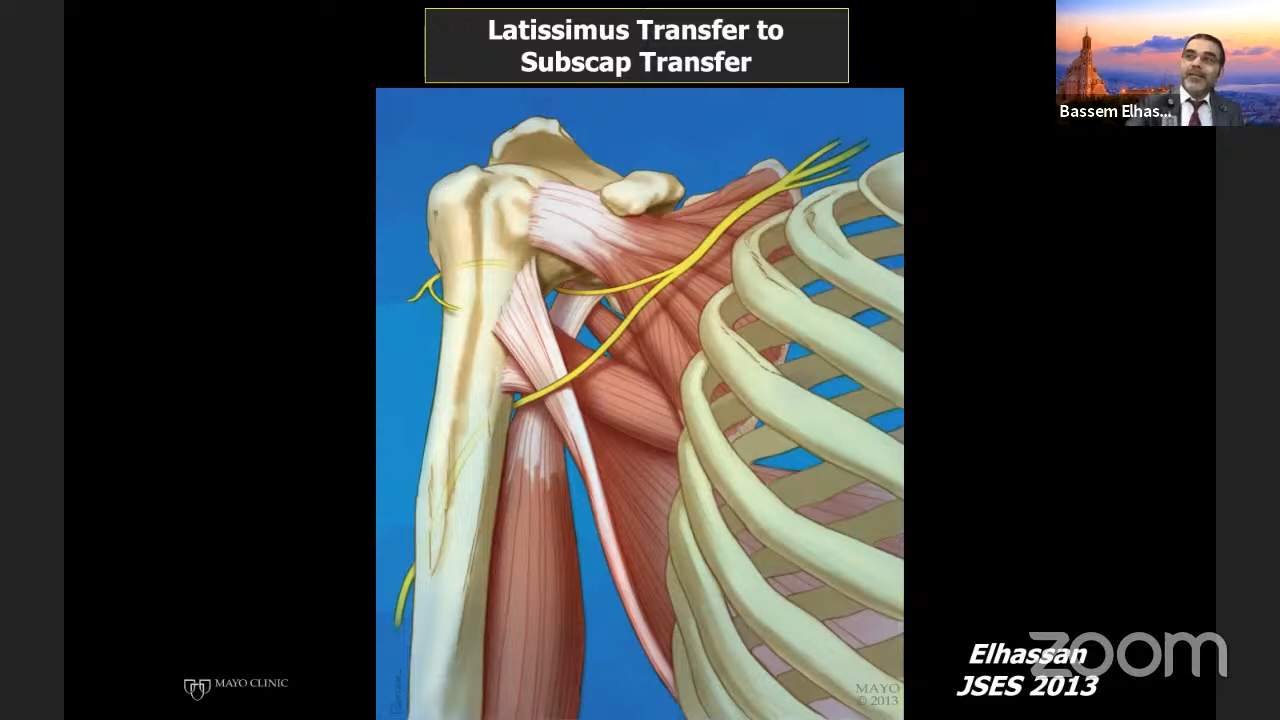 Latissimus Transfer to
Subscap Transfer
Bassem Elhas...
MAYO CLINIC
MAYO
© 2013
Elhassan
JSES 2013
zoom